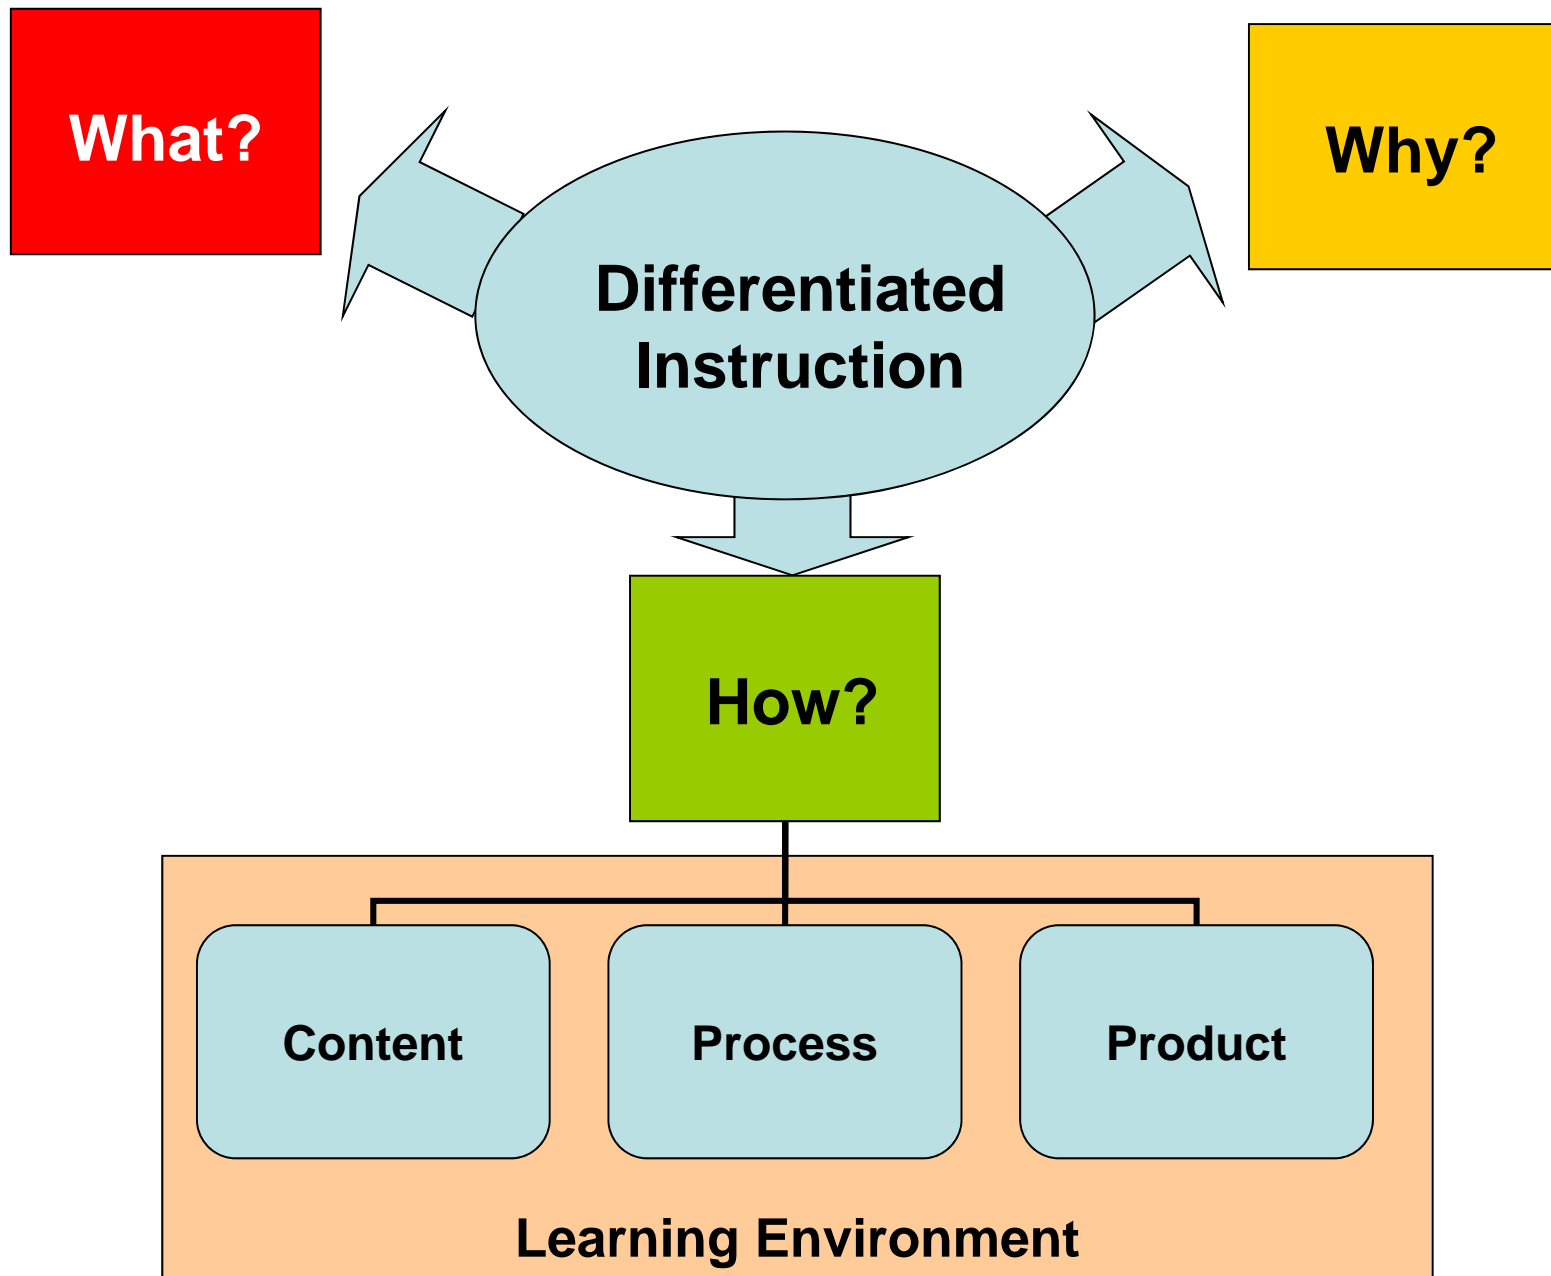 What?
Why?
Differentiated
Instruction
How?
Content
Process
Product
Learning Environment